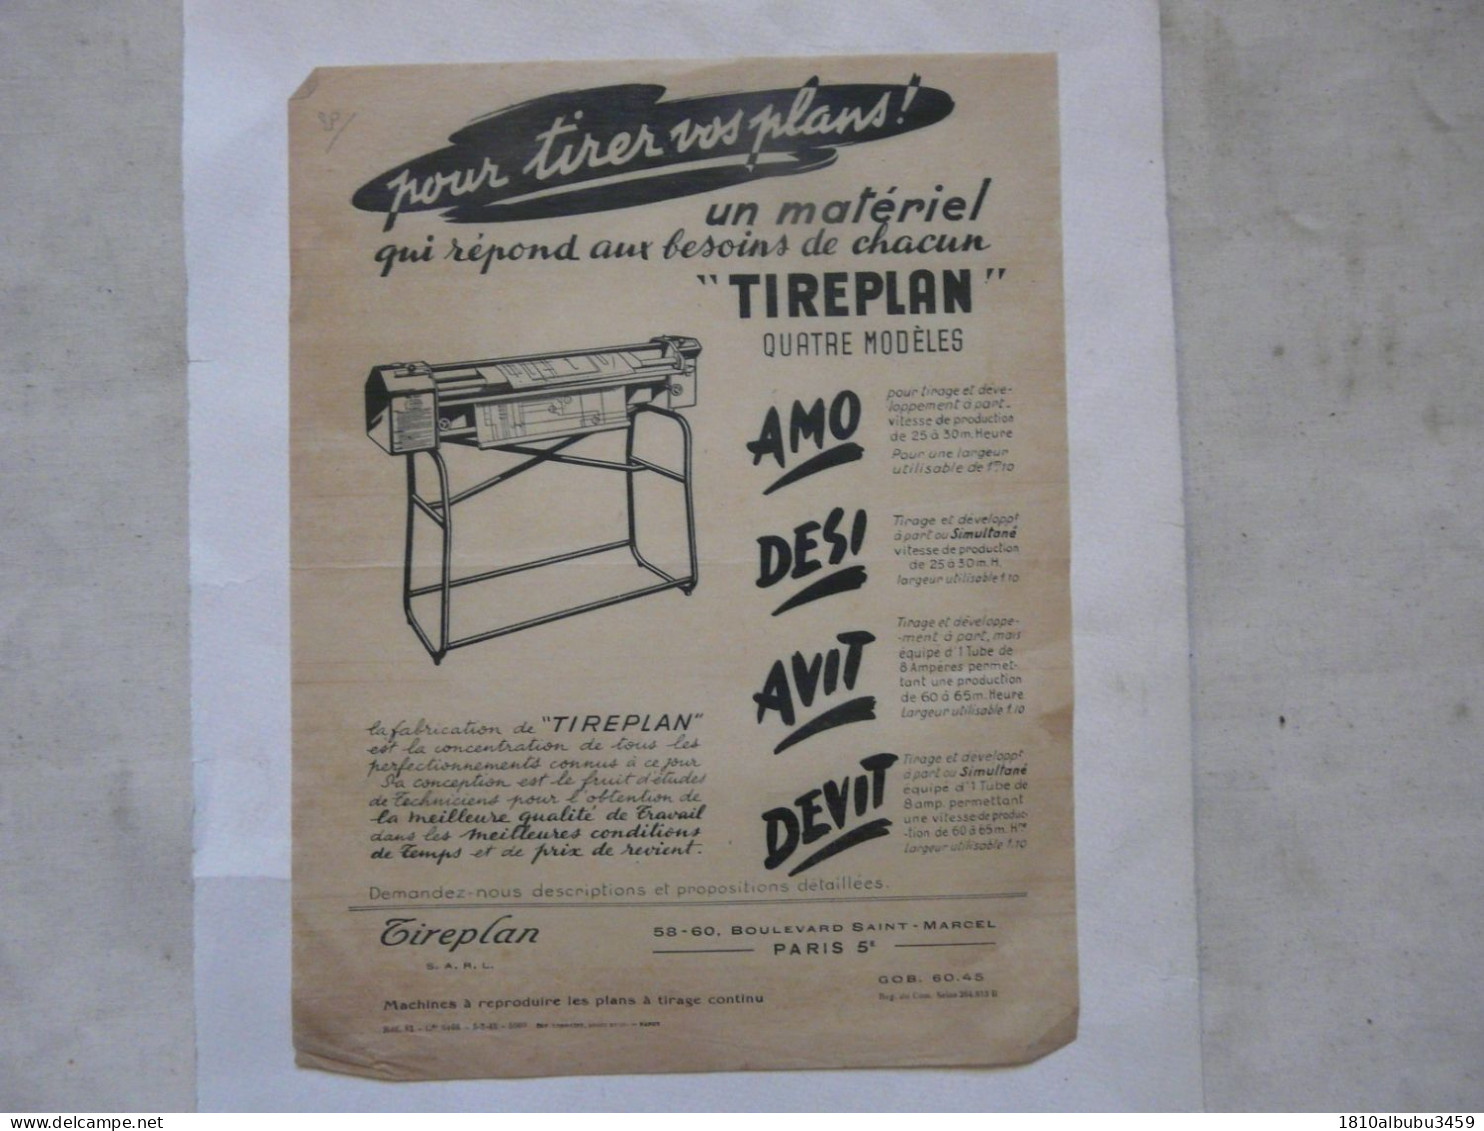 pour tirer vos plans!
un matériel
qui répond aux besoins de chacun
"TIREPLAN"
QUATRE MODÈLES
AMO
pour tirage et déve-
loppement à part_
vitesse de production
de 25 à 30m. Heure
Pour une largeur
utilisable de 1m10
DESI
Tirage et développt
à part ou Simultané
vitesse de production
de 25 à 30m. H.
largeur utilisable 1.10
AVIT
Tirage et développe-
-ment à part, mais
équipé d'1 Tube de
8 Ampères permet-
tant une production
de 60 à 65m. Heure
Largeur utilisable 1.10
DEVIT
Tirage et développt
à part ou Simultané
équipé d'1 Tube de
8 amp. permettant
une vitesse de produc-
-tion de 60 à 65m. Hre
largeur utilisable 1.10
la fabrication de "TIREPLAN"
est la concentration de tous les
perfectionnements connus à ce jour
Sa conception est le fruit d'études
de Techniciens pour l'obtention de
la meilleure qualité de Travail
dans les meilleures conditions
de Temps et de prix de revient.
Demandez-nous descriptions et propositions détaillées.
Tireplan
S. A. R. L.
58-60, BOULEVARD SAINT-MARCEL
PARIS 5E
GOB. 60.45
Machines à reproduire les plans à tirage continu
1810albubu3459